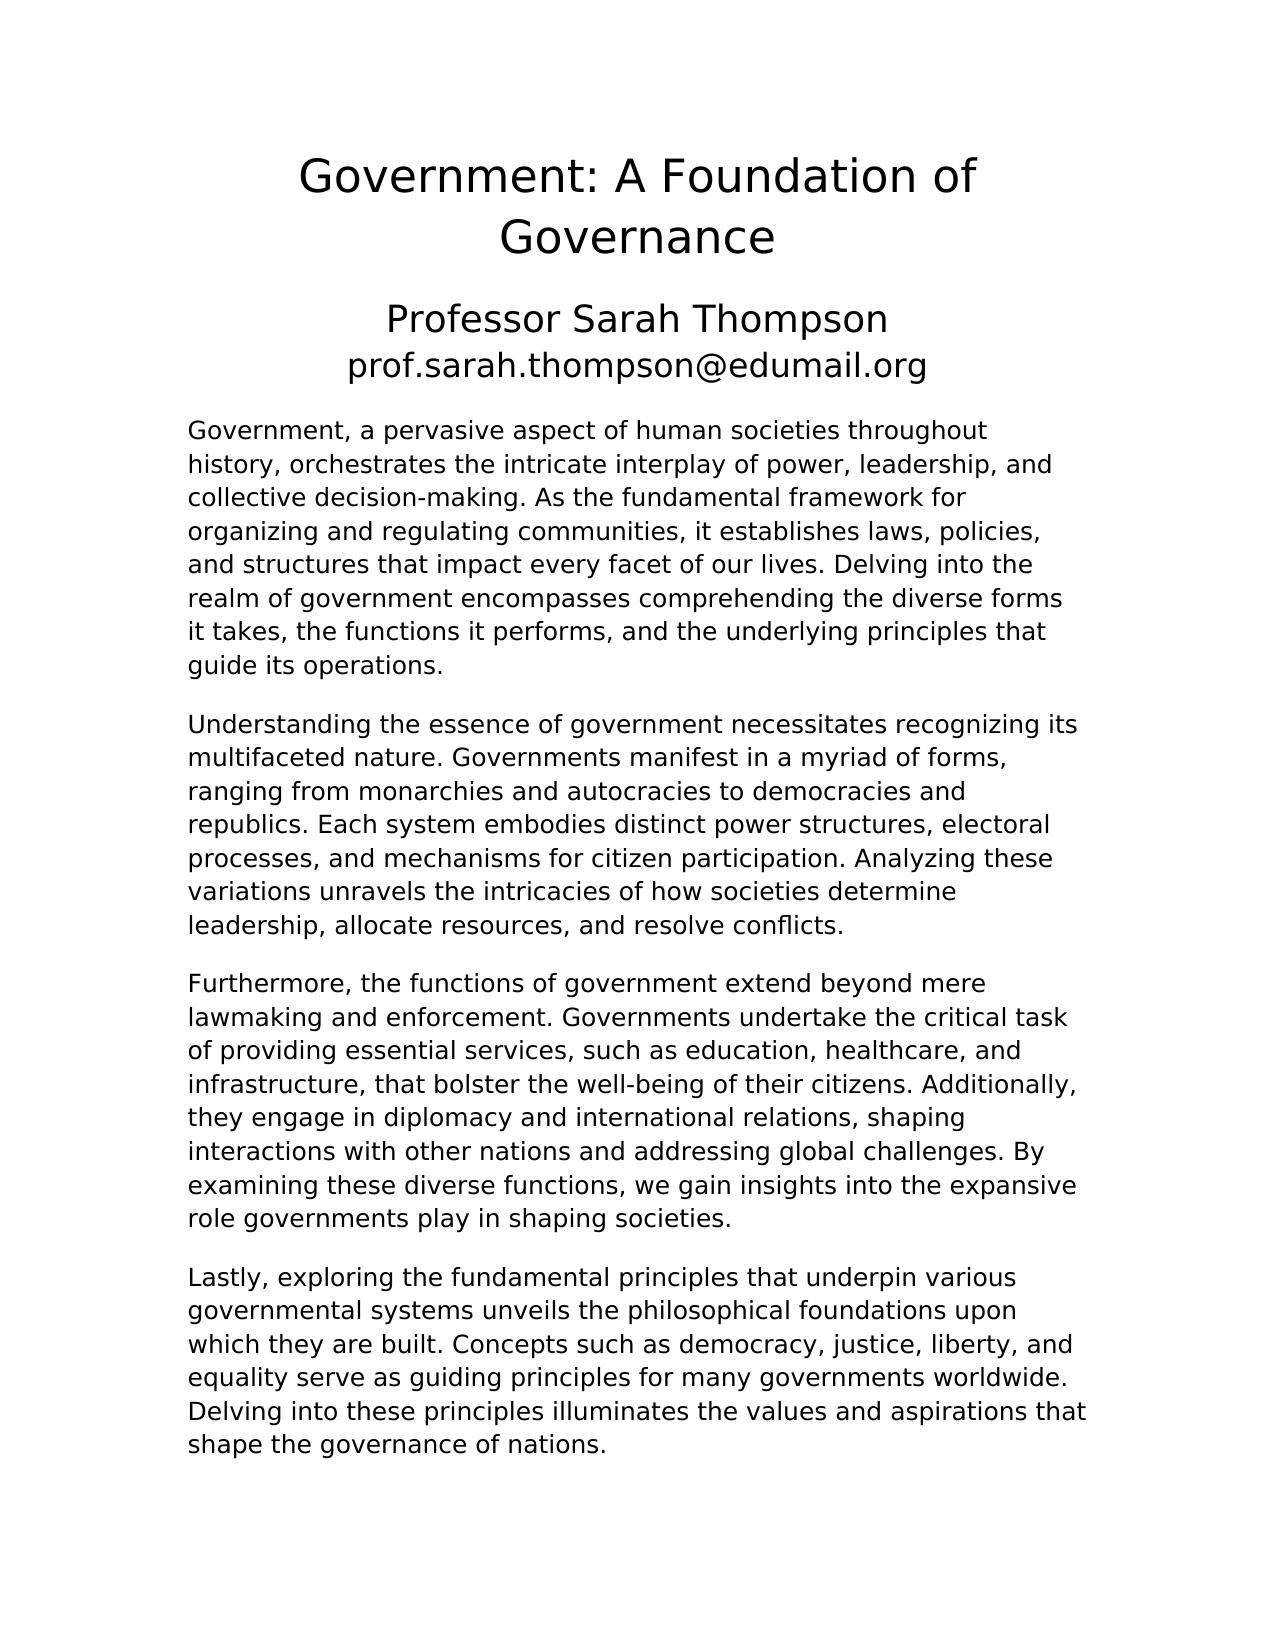 Government: A Foundation of
Governance
Professor Sarah Thompson
prof.sarah.thompson@edumail.org
Government, a pervasive aspect of human societies throughout
history, orchestrates the intricate interplay of power, leadership, and
collective decision-making. As the fundamental framework for
organizing and regulating communities, it establishes laws, policies,
and structures that impact every facet of our lives. Delving into the
realm of government encompasses comprehending the diverse forms
it takes, the functions it performs, and the underlying principles that
guide its operations.
Understanding the essence of government necessitates recognizing its
multifaceted nature. Governments manifest in a myriad of forms,
ranging from monarchies and autocracies to democracies and
republics. Each system embodies distinct power structures, electoral
processes, and mechanisms for citizen participation. Analyzing these
variations unravels the intricacies of how societies determine
leadership, allocate resources, and resolve conflicts.
Furthermore, the functions of government extend beyond mere
lawmaking and enforcement. Governments undertake the critical task
of providing essential services, such as education, healthcare, and
infrastructure, that bolster the well-being of their citizens. Additionally,
they engage in diplomacy and international relations, shaping
interactions with other nations and addressing global challenges. By
examining these diverse functions, we gain insights into the expansive
role governments play in shaping societies.
Lastly, exploring the fundamental principles that underpin various
governmental systems unveils the philosophical foundations upon
which they are built. Concepts such as democracy, justice, liberty, and
equality serve as guiding principles for many governments worldwide.
Delving into these principles illuminates the values and aspirations that
shape the governance of nations.